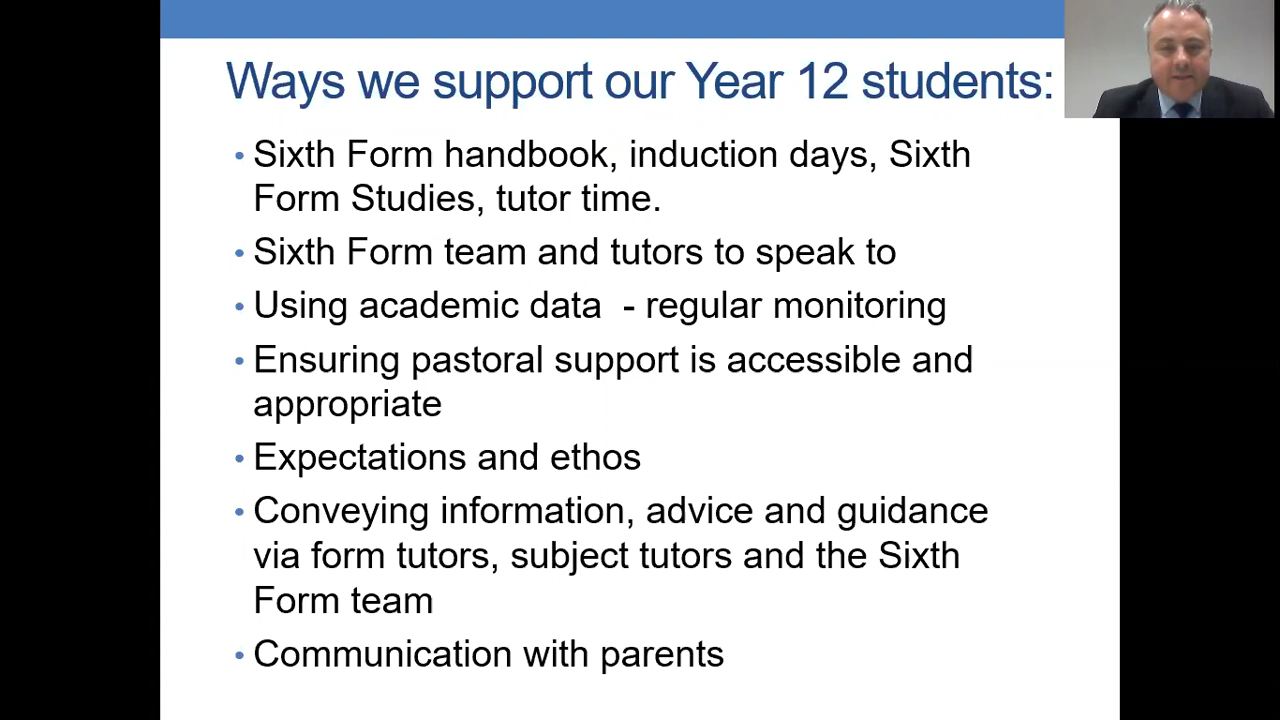 Ways we support our Year 12 students:
• Sixth Form handbook, induction days, Sixth
Form Studies, tutor time.
• Sixth Form team and tutors to speak to
• Using academic data  - regular monitoring
• Ensuring pastoral support is accessible and
appropriate
• Expectations and ethos
• Conveying information, advice and guidance
via form tutors, subject tutors and the Sixth
Form team
• Communication with parents